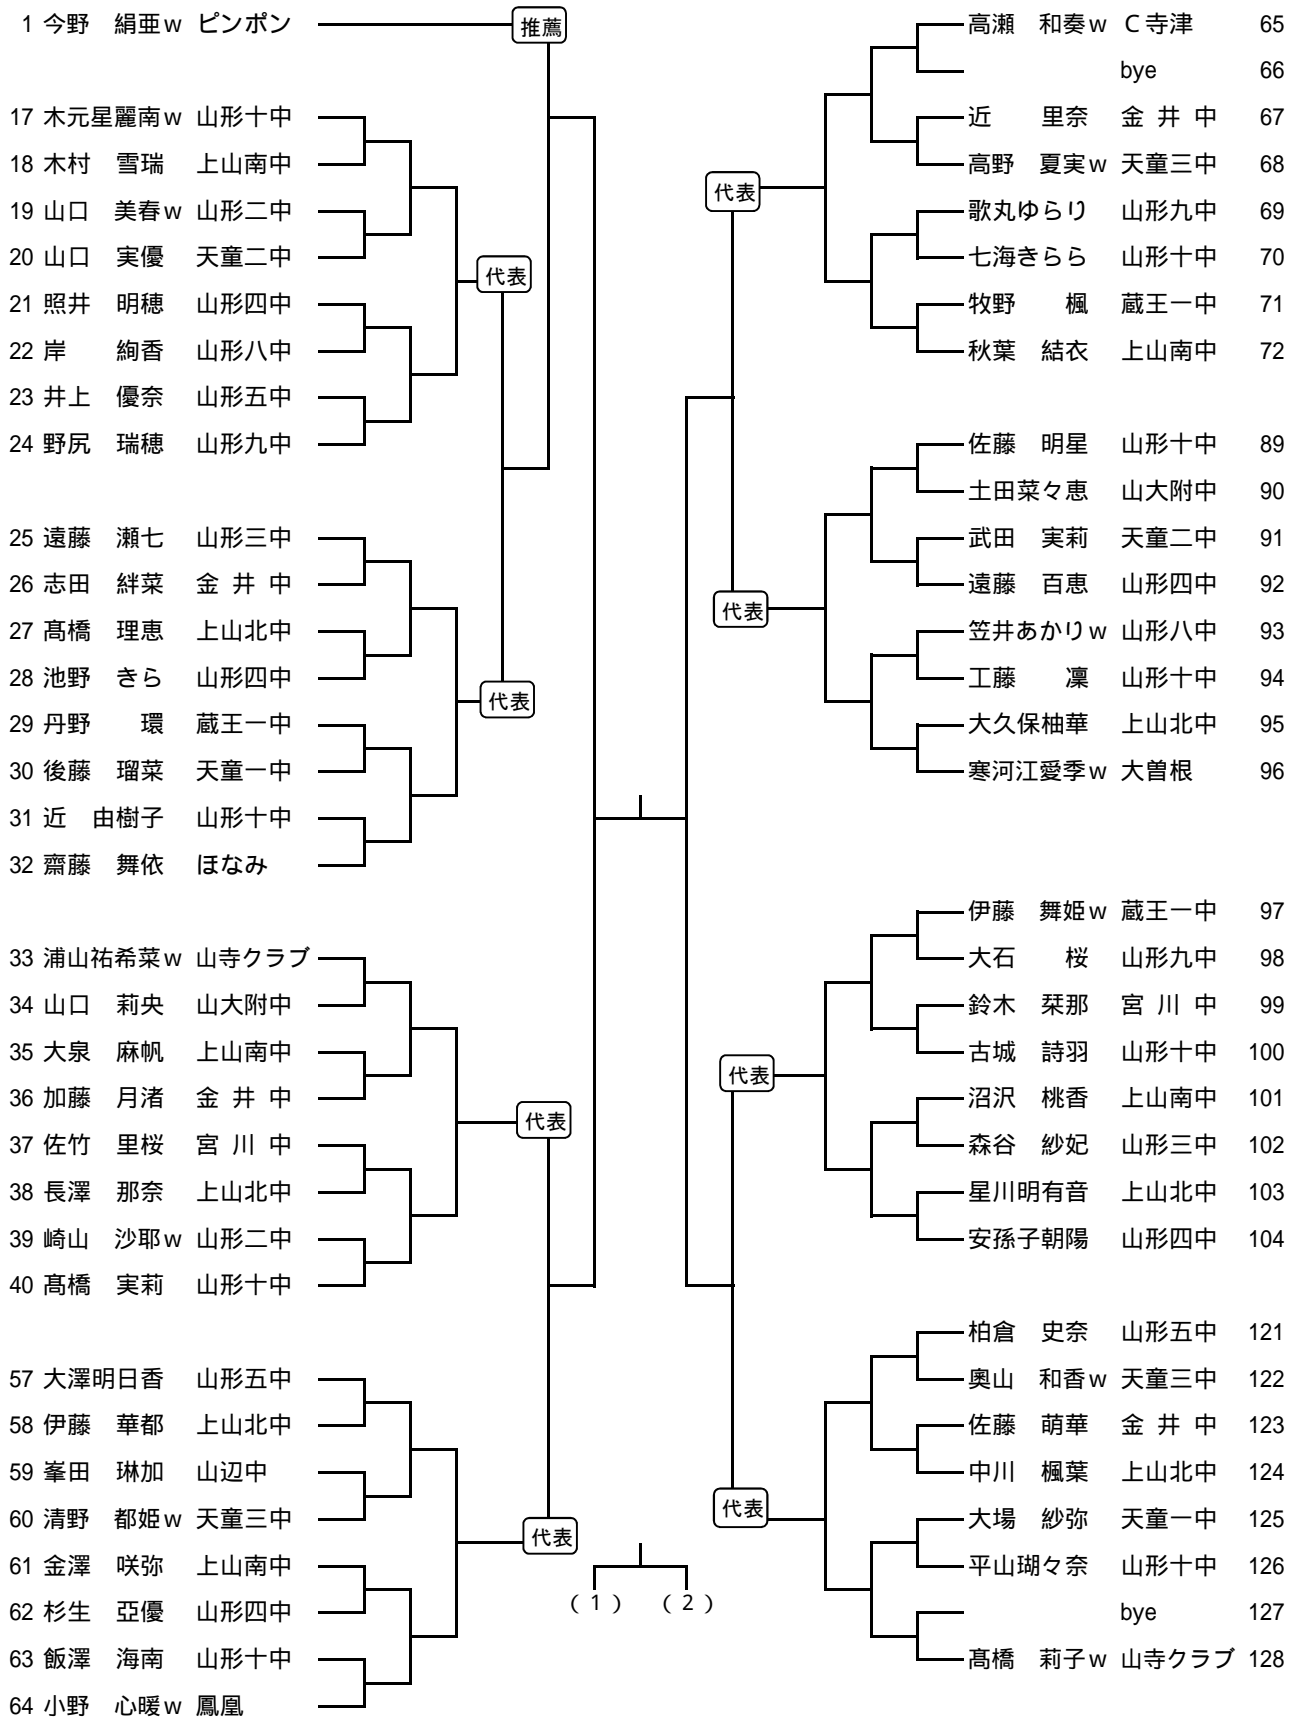 1 今野　絹亜w ピンポン
推薦
17 木元星麗南w 山形十中
18 木村　雪瑞 上山南中
19 山口　美春w 山形二中
20 山口　実優 天童二中
代表
21 照井　明穂 山形四中
22 岸　　絢香 山形八中
23 井上　優奈 山形五中
24 野尻　瑞穂 山形九中
25 遠藤　瀬七 山形三中
26 志田　絆菜 金 井 中
27 髙橋　理恵 上山北中
28 池野　きら 山形四中
代表
29 丹野　　環 蔵王一中
30 後藤　瑠菜 天童一中
31 近　由樹子 山形十中
32 齋藤　舞依 ほなみ
33 浦山祐希菜w 山寺クラブ
34 山口　莉央 山大附中
35 大泉　麻帆 上山南中
36 加藤　月渚 金 井 中
代表
37 佐竹　里桜 宮 川 中
38 長澤　那奈 上山北中
39 崎山　沙耶w 山形二中
40 髙橋　実莉 山形十中
57 大澤明日香 山形五中
58 伊藤　華都 上山北中
59 峯田　琳加 山辺中
60 清野　都姫w 天童三中
代表
61 金澤　咲弥 上山南中
62 杉生　亞優 山形四中
63 飯澤　海南 山形十中
64 小野　心暖w 鳳凰
（ 1 ） （ 2 ）
高瀬　和奏w C寺津 65
bye 66
近　　里奈 金 井 中 67
高野　夏実w 天童三中 68
代表
歌丸ゆらり 山形九中 69
七海きらら 山形十中 70
牧野　　楓 蔵王一中 71
秋葉　結衣 上山南中 72
佐藤　明星 山形十中 89
土田菜々恵 山大附中 90
武田　実莉 天童二中 91
遠藤　百恵 山形四中 92
代表
笠井あかりw 山形八中 93
工藤　　凜 山形十中 94
大久保柚華 上山北中 95
寒河江愛季w 大曽根 96
伊藤　舞姫w 蔵王一中 97
大石　　桜 山形九中 98
鈴木　栞那 宮 川 中 99
古城　詩羽 山形十中 100
代表
沼沢　桃香 上山南中 101
森谷　紗妃 山形三中 102
星川明有音 上山北中 103
安孫子朝陽 山形四中 104
柏倉　史奈 山形五中 121
奥山　和香w 天童三中 122
佐藤　萌華 金 井 中 123
中川　楓葉 上山北中 124
代表
大場　紗弥 天童一中 125
平山瑚々奈 山形十中 126
bye 127
髙橋　莉子w 山寺クラブ 128